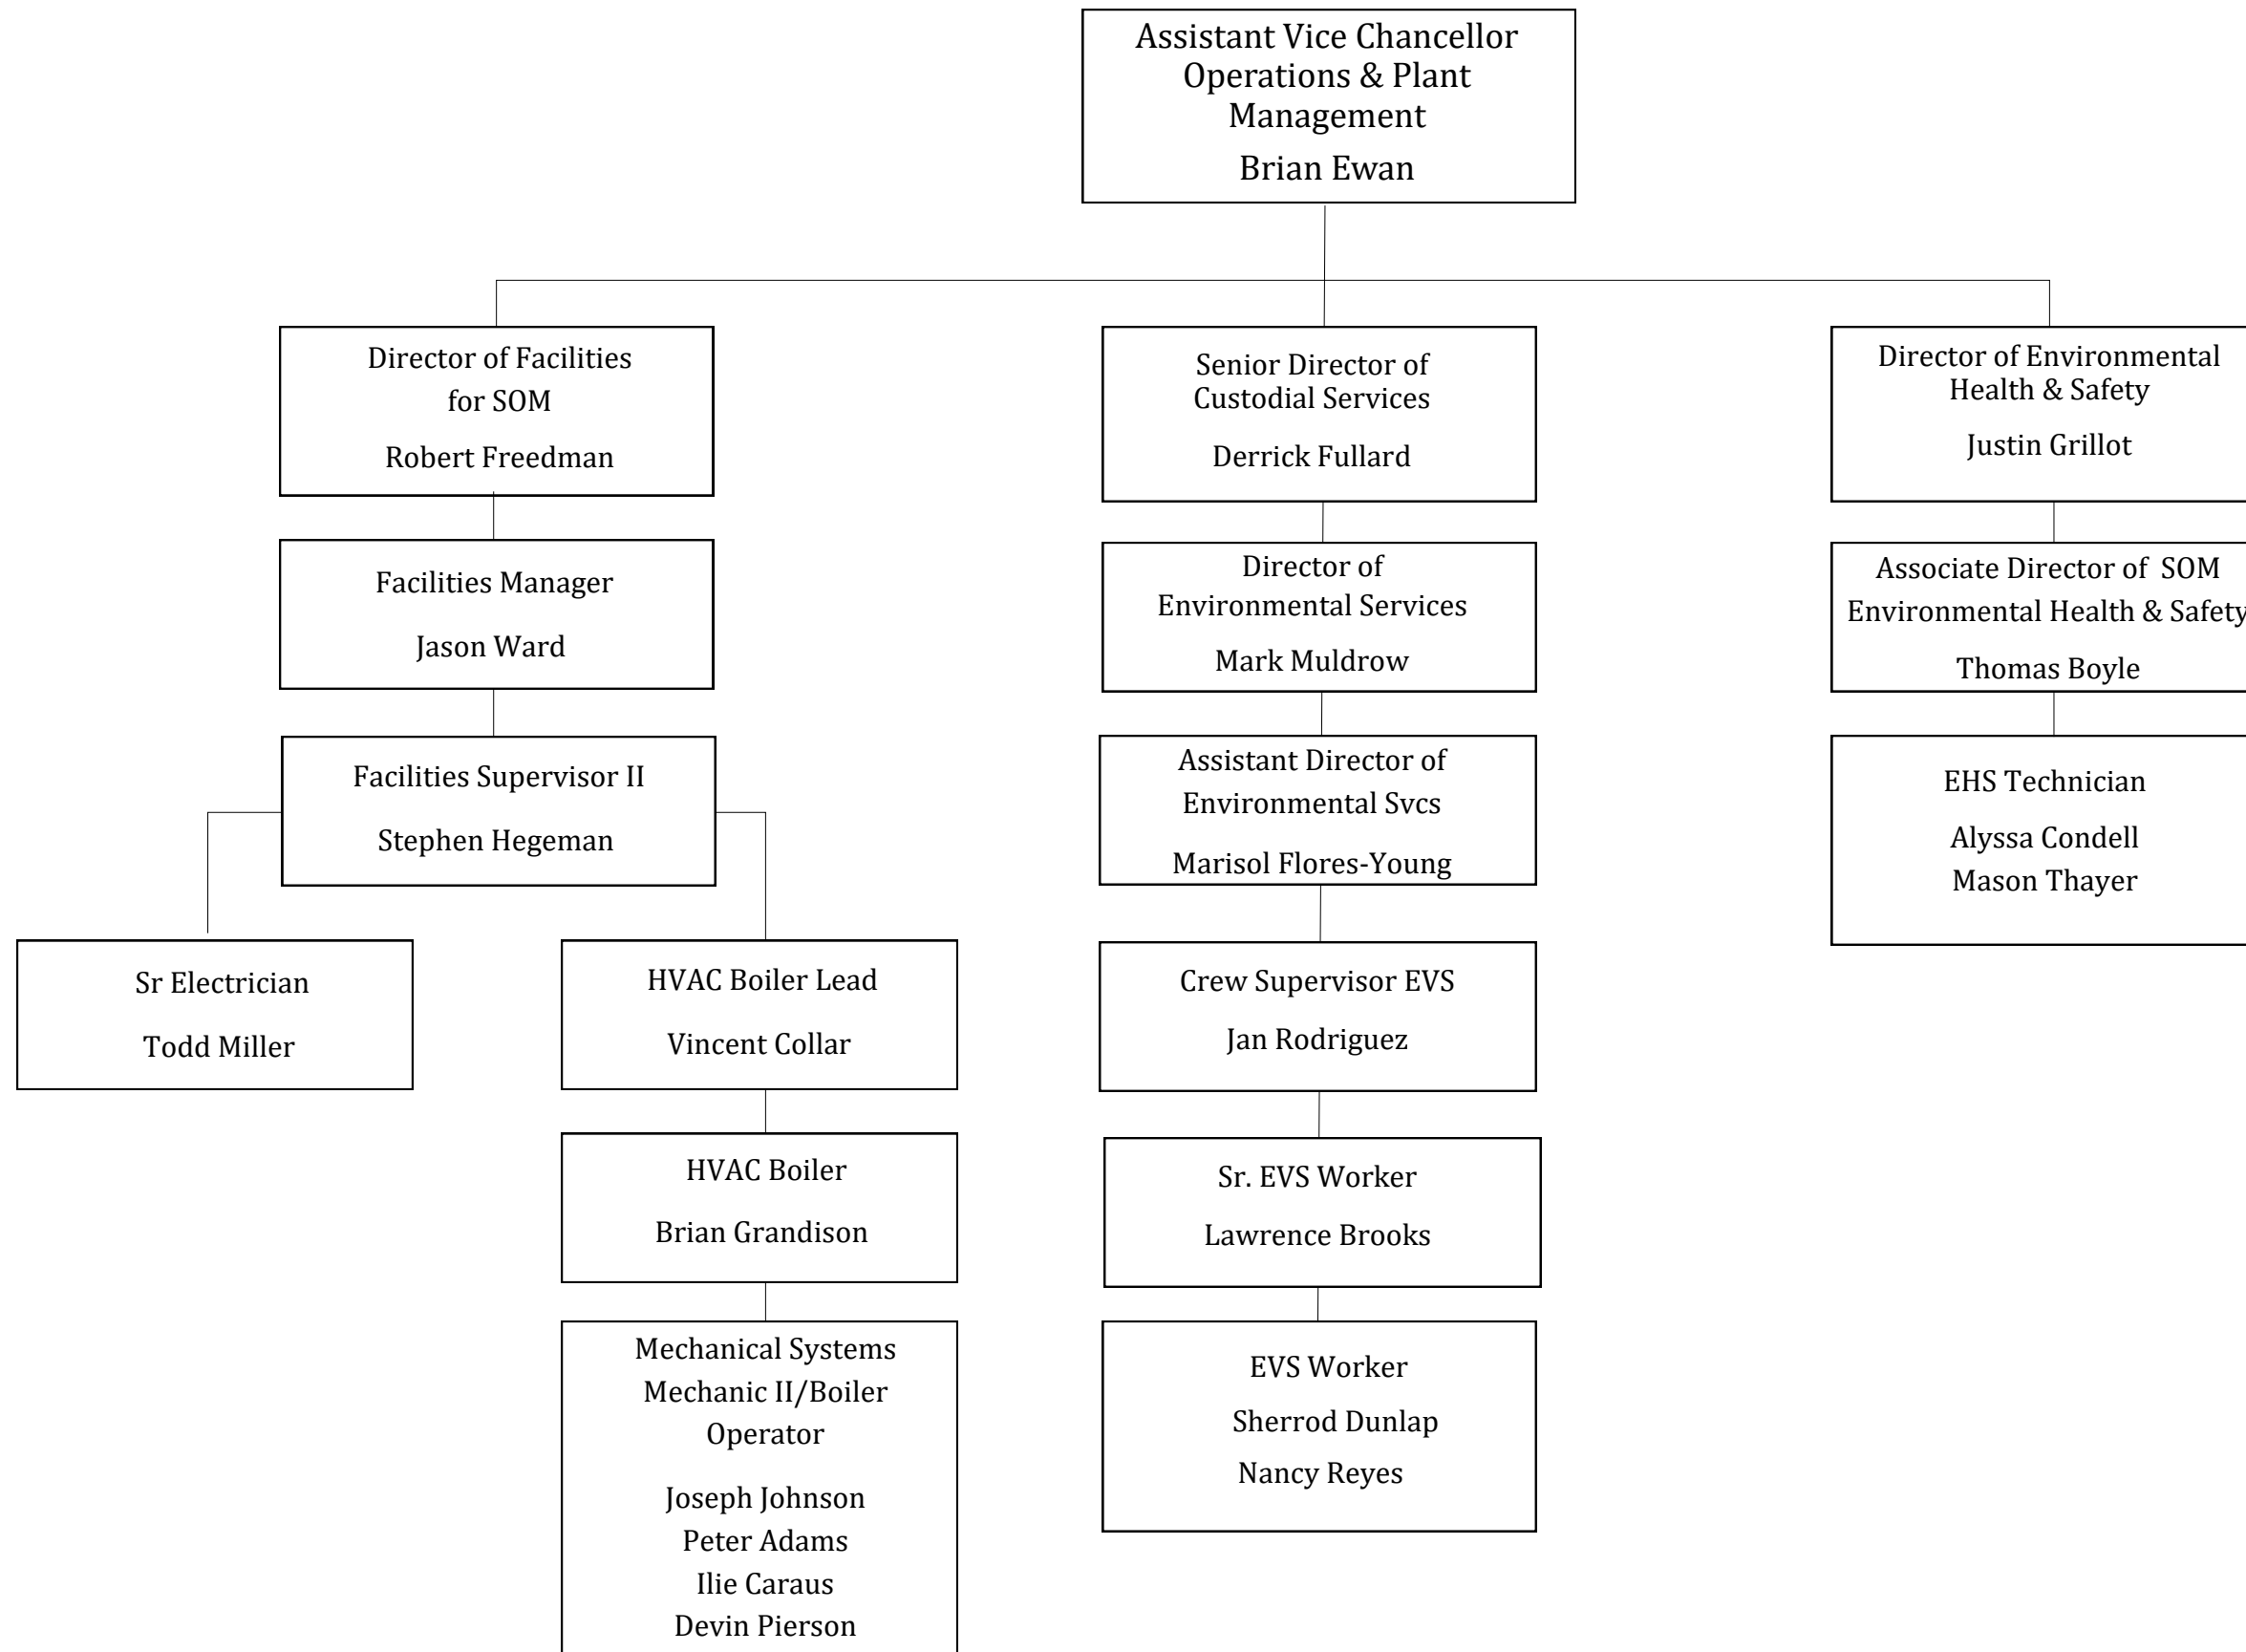 Assistant Vice Chancellor
Operations & Plant
Management
Brian Ewan
Director of Facilities
for SOM
Robert Freedman
Senior Director of
Custodial Services
Derrick Fullard
Director of Environmental
Health & Safety
Justin Grillot
Facilities Manager
Jason Ward
Director of
Environmental Services
Mark Muldrow
Associate Director of SOM
Environmental Health & Safety
Thomas Boyle
Facilities Supervisor II
Stephen Hegeman
Assistant Director of
Environmental Svcs
Marisol Flores-Young
EHS Technician
Alyssa Condell
Mason Thayer
Sr Electrician
Todd Miller
HVAC Boiler Lead
Vincent Collar
Crew Supervisor EVS
Jan Rodriguez
HVAC Boiler
Brian Grandison
Sr. EVS Worker
Lawrence Brooks
Mechanical Systems
Mechanic II/Boiler
Operator
Joseph Johnson
Peter Adams
Ilie Caraus
Devin Pierson
EVS Worker
Sherrod Dunlap
Nancy Reyes